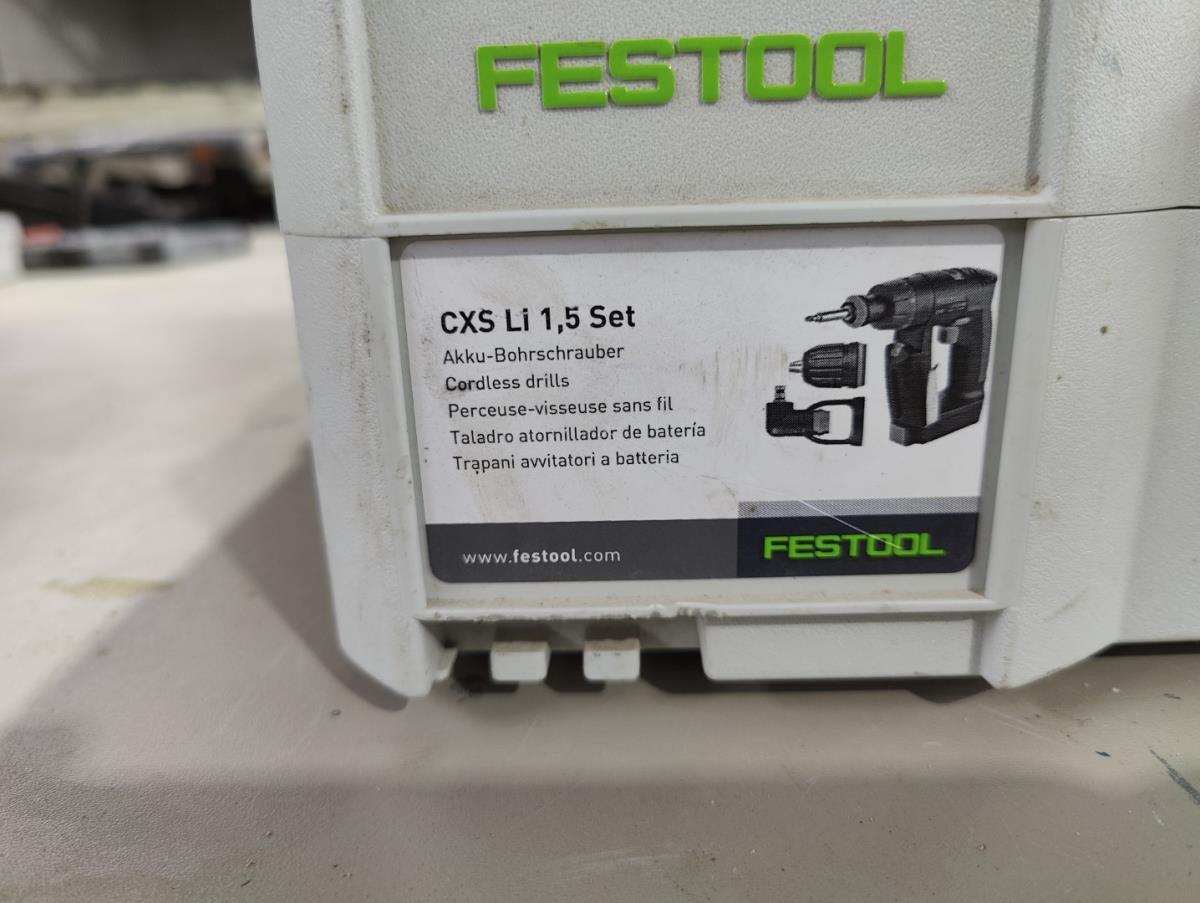 FESTOOL
CXS Li 1,5 Set
Akku-Bohrschrauber
Cordless drills
Perceuse-visseuse sans fil
Taladro atornillador de batería
Trapani avvitatori a batteria
www.festool.com
FESTOOL